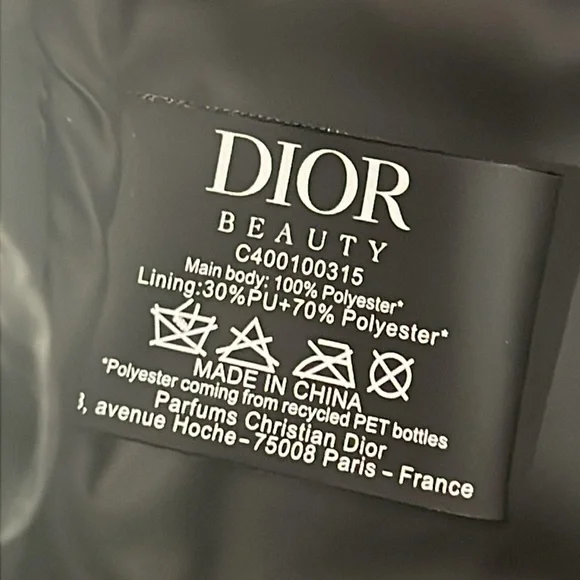 DIOR
BEAUTY
C400100315
Main body: 100% Polyester*
Lining:30%PU+70% Polyester*
MADE IN CHINA
*Polyester coming from recycled PET bottles
Parfums Christian Dior
, avenue Hoche-75008 Paris - France